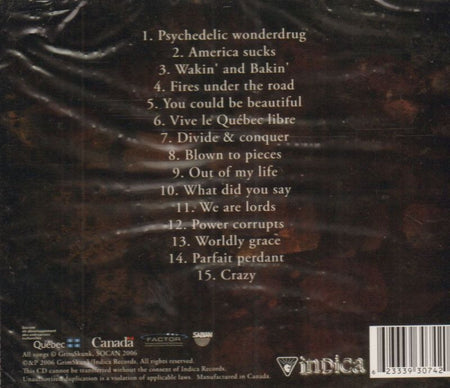 1. Psychedelic wonderdrug
2. America sucks
3. Wakin' and Bakin'
4. Fires under the road
5. You could be beautiful
6. Vive le Québec libre
7. Divide & conquer
8. Blown to pieces
9. Out of my life
10. What did you say
11. We are lords
12. Power corrupts
13. Worldly grace
14. Parfait perdant
15. Crazy
Québec Canada FACTOR SABIAN
All songs © GrimSkunk, SOCAN 2006
©&℗ 2006 GrimSkunk/Indica Records. All rights reserved.
This CD cannot be transferred without the consent of Indica Records.
Unauthorized duplication is a violation of applicable laws. Manufactured in Canada.
indica
6 23339 30742